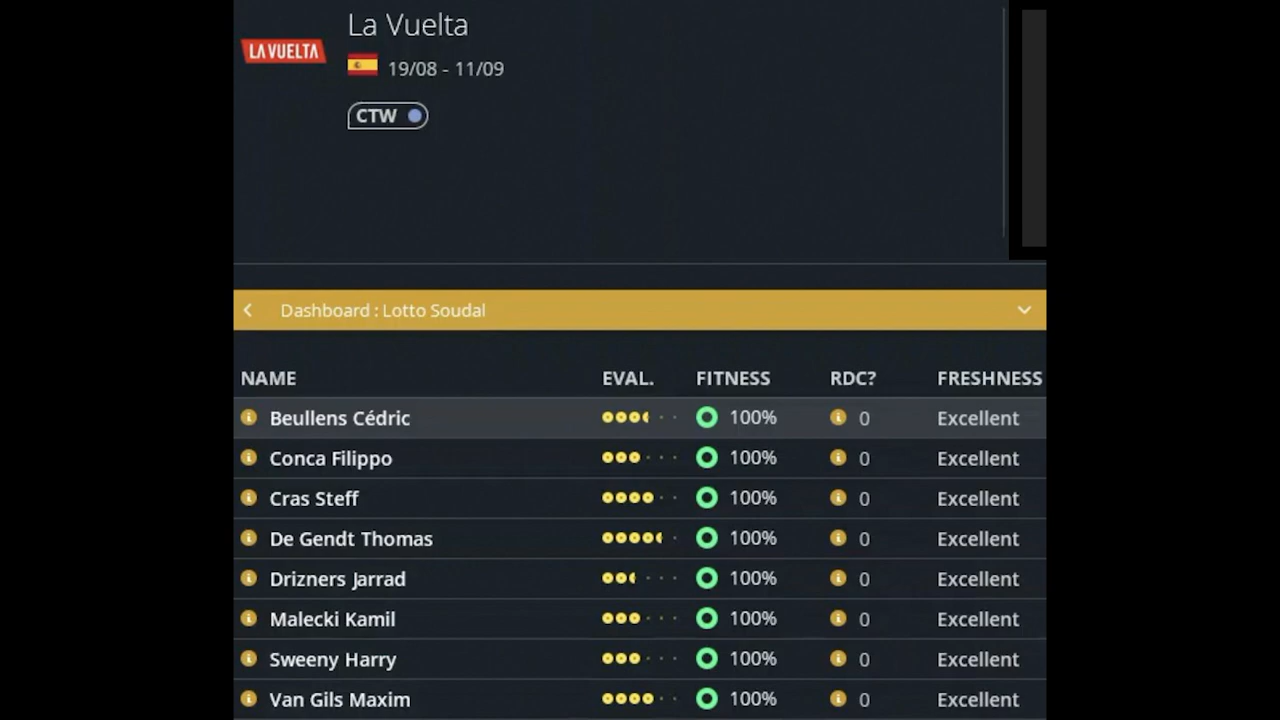 La Vuelta
LA VUELTA
19/08 - 11/09
CTW
Dashboard : Lotto Soudal
NAME EVAL. FITNESS RDC? FRESHNESS
Beullens Cédric 100% 0 Excellent
Conca Filippo 100% 0 Excellent
Cras Steff 100% 0 Excellent
De Gendt Thomas 100% 0 Excellent
Drizners Jarrad 100% 0 Excellent
Malecki Kamil 100% 0 Excellent
Sweeny Harry 100% 0 Excellent
Van Gils Maxim 100% 0 Excellent